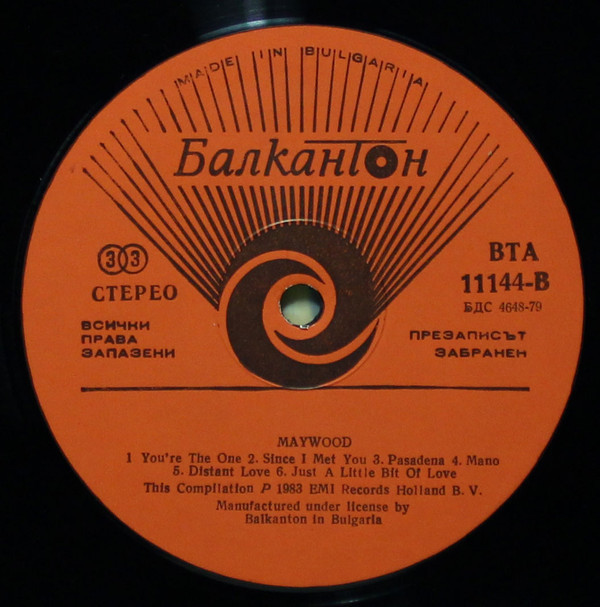 MADE IN BULGARIA
Балкантон
33
СТЕРЕО
ВТА
11144-В
БДС 4648-79
ВСИЧКИ
ПРАВА
ЗАПАЗЕНИ
ПРЕЗАПИСЪТ
ЗАБРАНЕН
MAYWOOD
1 You're The One 2. Since I Met You 3. Pasadena 4. Mano
5. Distant Love 6. Just A Little Bit Of Love
This Compilation P 1983 EMI Records Holland B. V.
Manufactured under license by
Balkanton in Bulgaria